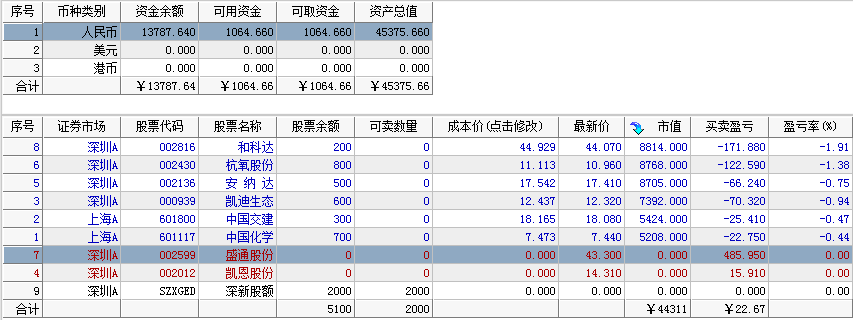 序号 币种类别 资金余额 可用资金 可取资金 资产总值
1 人民币 13787.640 1064.660 1064.660 45375.660
2 美元 0.000 0.000 0.000 0.000
3 港币 0.000 0.000 0.000 0.000
合计 ￥13787.64 ￥1064.66 ￥1064.66 ￥45375.66
序号 证券市场 股票代码 股票名称 股票余额 可卖数量 成本价(点击修改) 最新价 市值 买卖盈亏 盈亏率(%)
8 深圳A 002816 和科达 200 0 44.929 44.070 8814.000 -171.880 -1.91
6 深圳A 002430 杭氧股份 800 0 11.113 10.960 8768.000 -122.590 -1.38
5 深圳A 002136 安 纳 达 500 0 17.542 17.410 8705.000 -66.240 -0.75
3 深圳A 000939 凯迪生态 600 0 12.437 12.320 7392.000 -70.320 -0.94
2 上海A 601800 中国交建 300 0 18.165 18.080 5424.000 -25.410 -0.47
1 上海A 601117 中国化学 700 0 7.473 7.440 5208.000 -22.750 -0.44
7 深圳A 002599 盛通股份 0 0 0.000 43.300 0.000 485.950 0.00
4 深圳A 002012 凯恩股份 0 0 0.000 14.310 0.000 15.910 0.00
9 深圳A SZXGED 深新股额 2000 2000 0.000 0.000 0.000 0.000 0.00
合计 5100 2000 ￥44311 ￥22.67